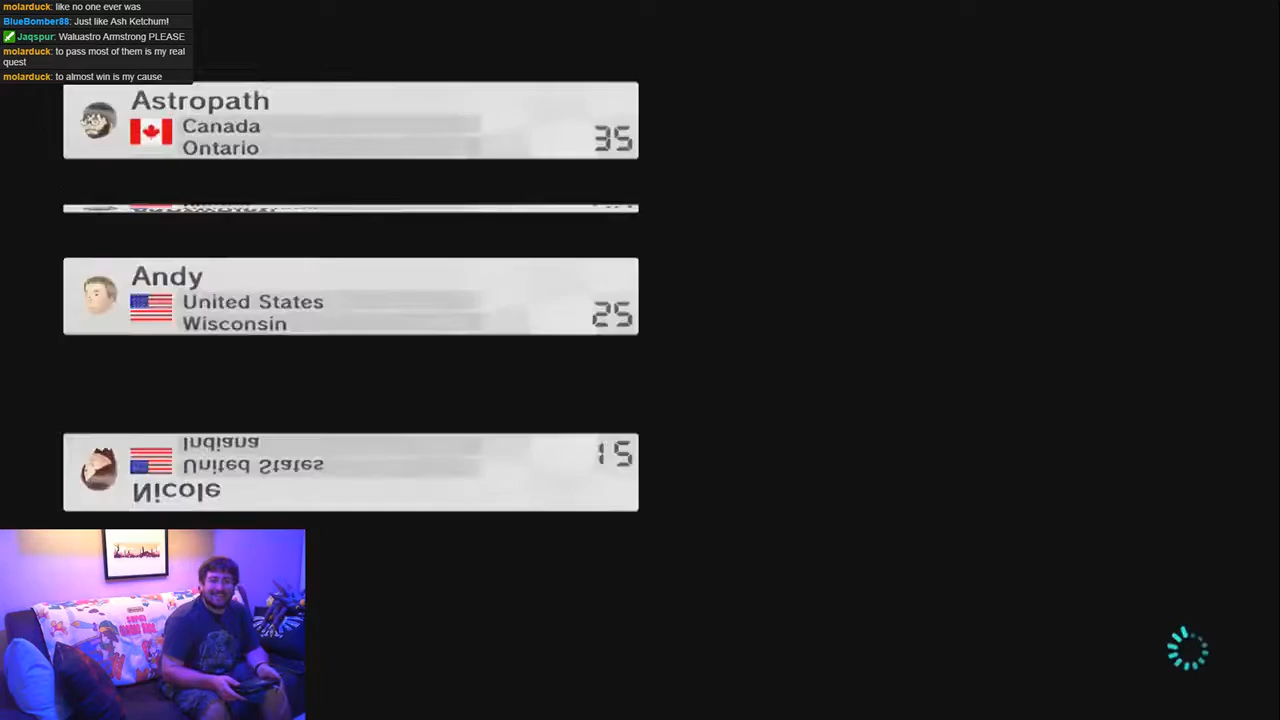 molarduck: like no one ever was
BlueBomber88: Just like Ash Ketchum!
Jaqspur: Waluastro Armstrong PLEASE
molarduck: to pass most of them is my real
quest
molarduck: to almost win is my cause
Astropath
Canada
Ontario
35
Andy
United States
Wisconsin
25
Indiana
15
United States
Nicole